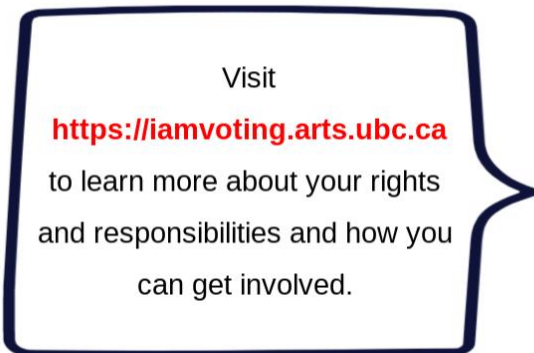 Visit
https://iamvoting.arts.ubc.ca
to learn more about your rights
and responsibilities and how you
can get involved.